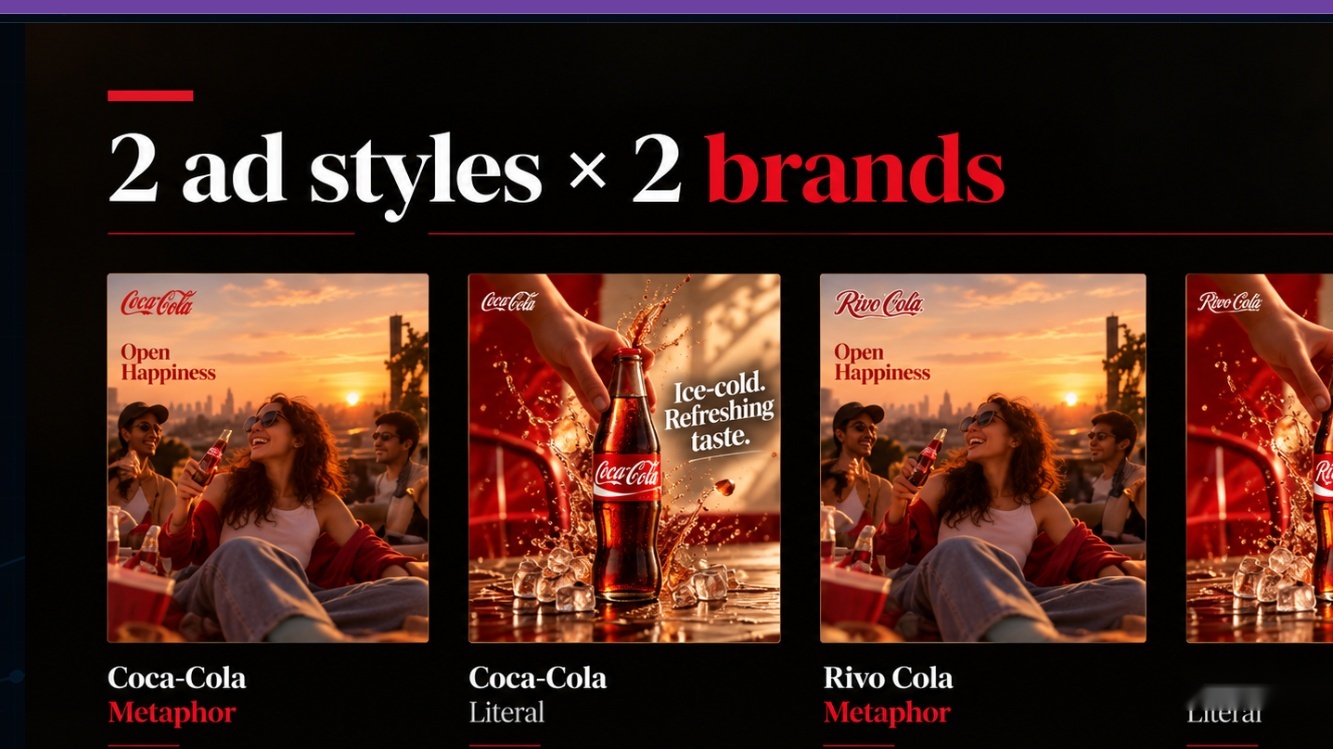 2 ad styles × 2 brands
Coca-Cola
Open
Happiness
Coca-Cola
Ice-cold.
Refreshing
taste.
Coca-Cola
Rivo Cola
Open
Happiness
Rivo Cola
Coca-Cola
Metaphor
Coca-Cola
Literal
Rivo Cola
Metaphor
Literal